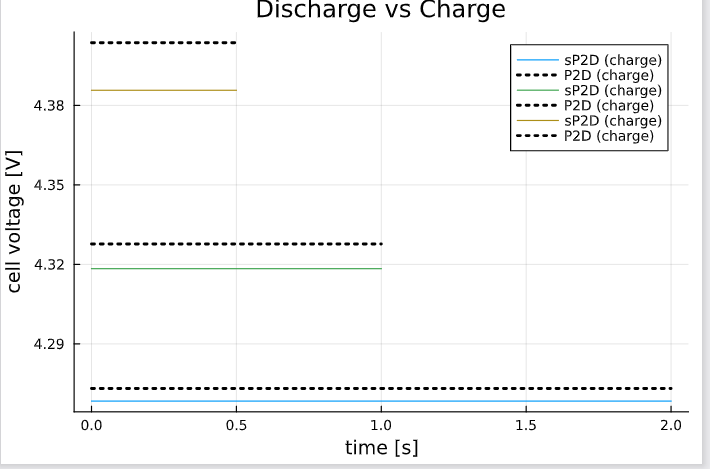 Discharge vs Charge
sP2D (charge)
P2D (charge)
sP2D (charge)
P2D (charge)
sP2D (charge)
P2D (charge)
4.38
4.35
4.32
4.29
cell voltage [V]
0.0 0.5 1.0 1.5 2.0
time [s]